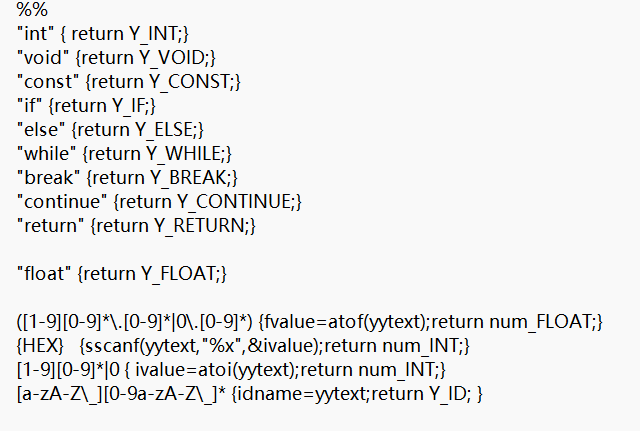 %%
"int" { return Y_INT;}
"void" {return Y_VOID;}
"const" {return Y_CONST;}
"if" {return Y_IF;}
"else" {return Y_ELSE;}
"while" {return Y_WHILE;}
"break" {return Y_BREAK;}
"continue" {return Y_CONTINUE;}
"return" {return Y_RETURN;}
"float" {return Y_FLOAT;}
([1-9][0-9]*\.[0-9]*|0\.[0-9]*) {fvalue=atof(yytext);return num_FLOAT;}
{HEX}   {sscanf(yytext,"%x",&ivalue);return num_INT;}
[1-9][0-9]*|0 { ivalue=atoi(yytext);return num_INT;}
[a-zA-Z\_][0-9a-zA-Z\_]* {idname=yytext;return Y_ID; }